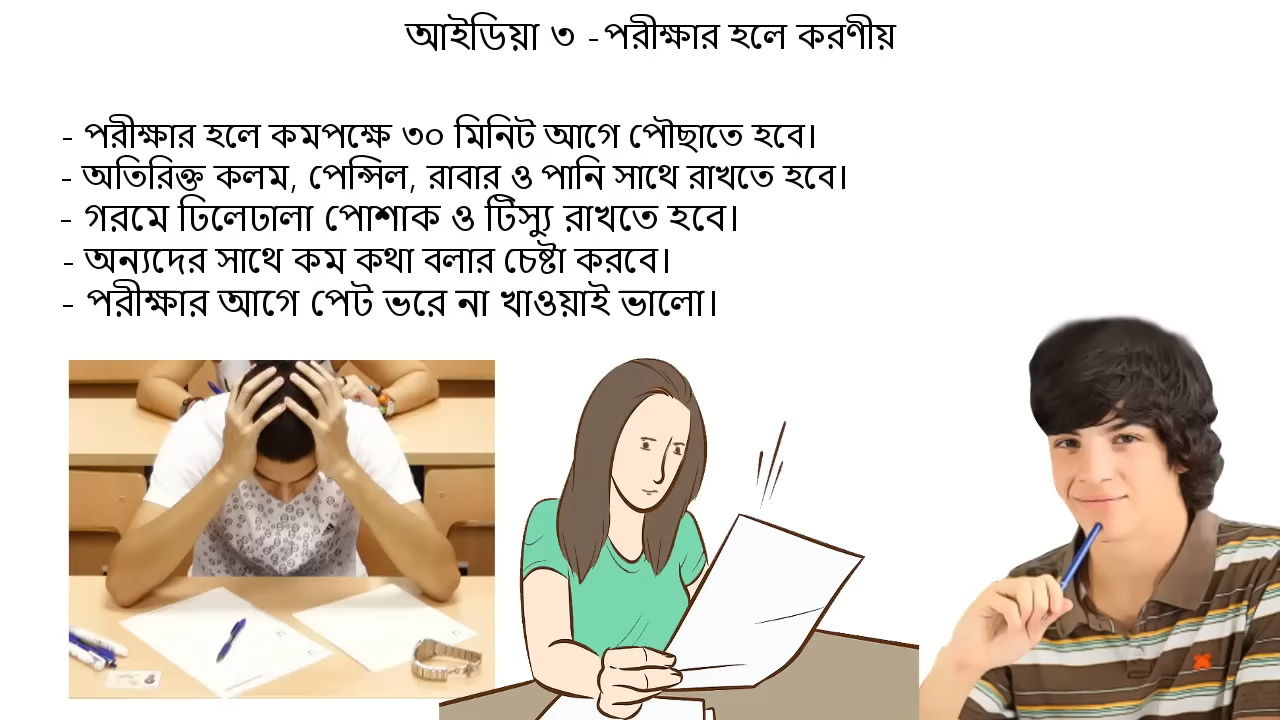 আইডিয়া ৩ -পরীক্ষার হলে করণীয়
- পরীক্ষার হলে কমপক্ষে ৩০ মিনিট আগে পৌছাতে হবে।
- অতিরিক্ত কলম, পেন্সিল, রাবার ও পানি সাথে রাখতে হবে।
- গরমে ঢিলেঢালা পোশাক ও টিস্যু রাখতে হবে।
- অন্যদের সাথে কম কথা বলার চেষ্টা করবে।
- পরীক্ষার আগে পেট ভরে না খাওয়াই ভালো।